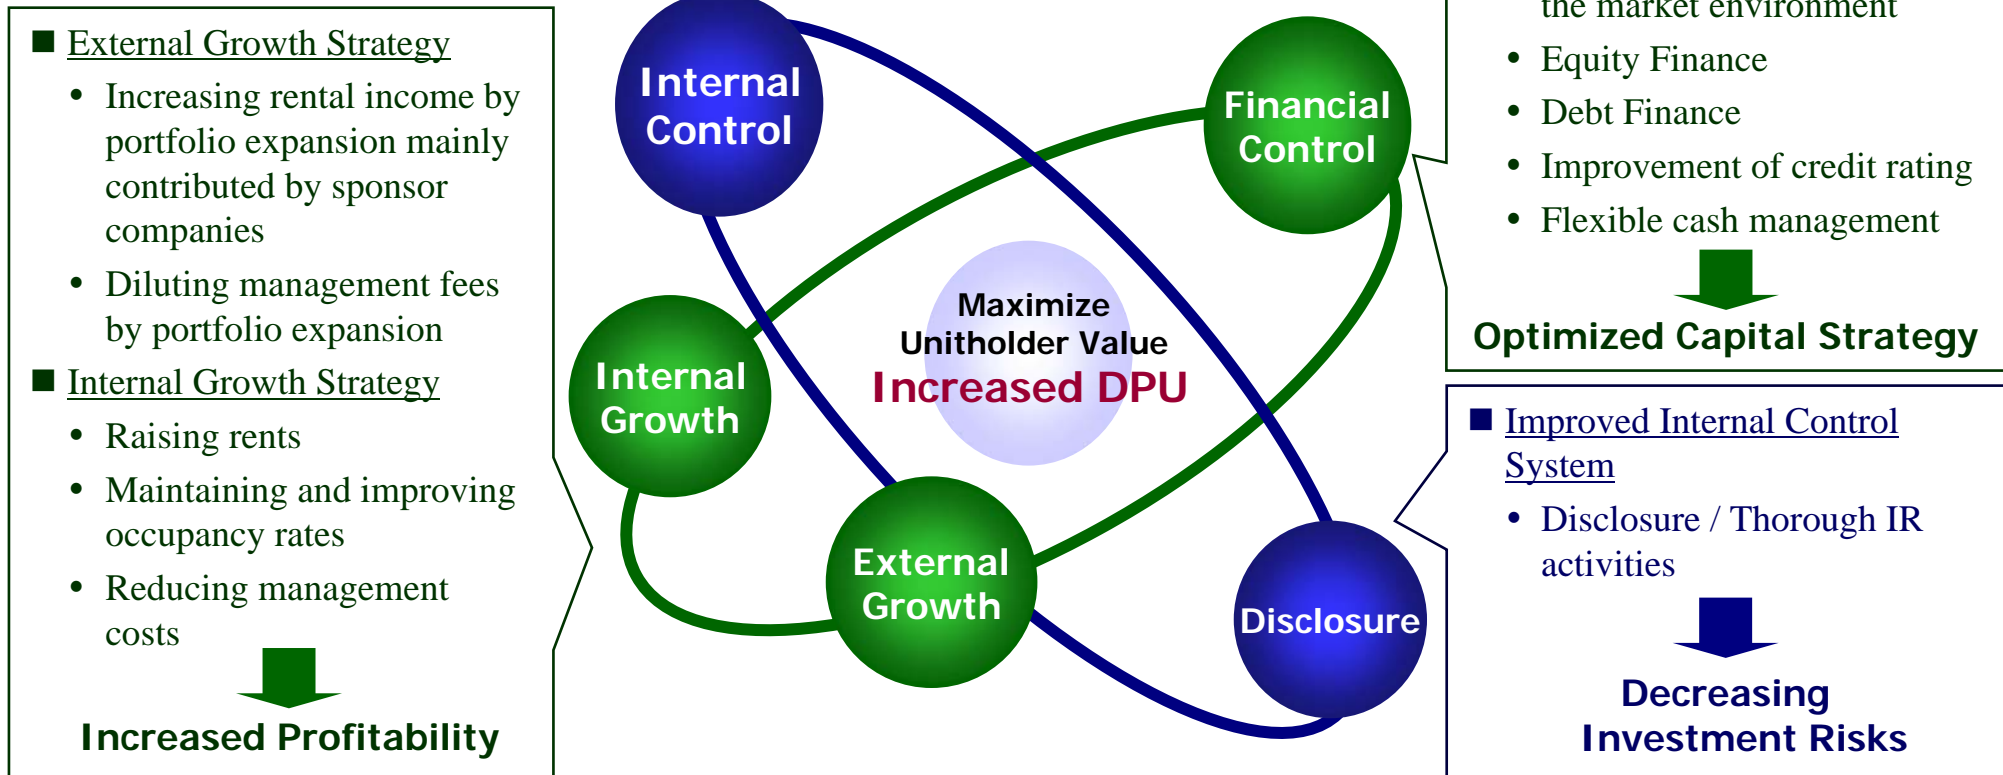 ■ External Growth Strategy
• Increasing rental income by
portfolio expansion mainly
contributed by sponsor
companies
• Diluting management fees
by portfolio expansion
■ Internal Growth Strategy
• Raising rents
• Maintaining and improving
occupancy rates
• Reducing management
costs
Increased Profitability
Internal
Control
Financial
Control
Maximize
Unitholder Value
Increased DPU
Internal
Growth
External
Growth
Disclosure
the market environment
• Equity Finance
• Debt Finance
• Improvement of credit rating
• Flexible cash management
Optimized Capital Strategy
■ Improved Internal Control
System
• Disclosure / Thorough IR
activities
Decreasing
Investment Risks